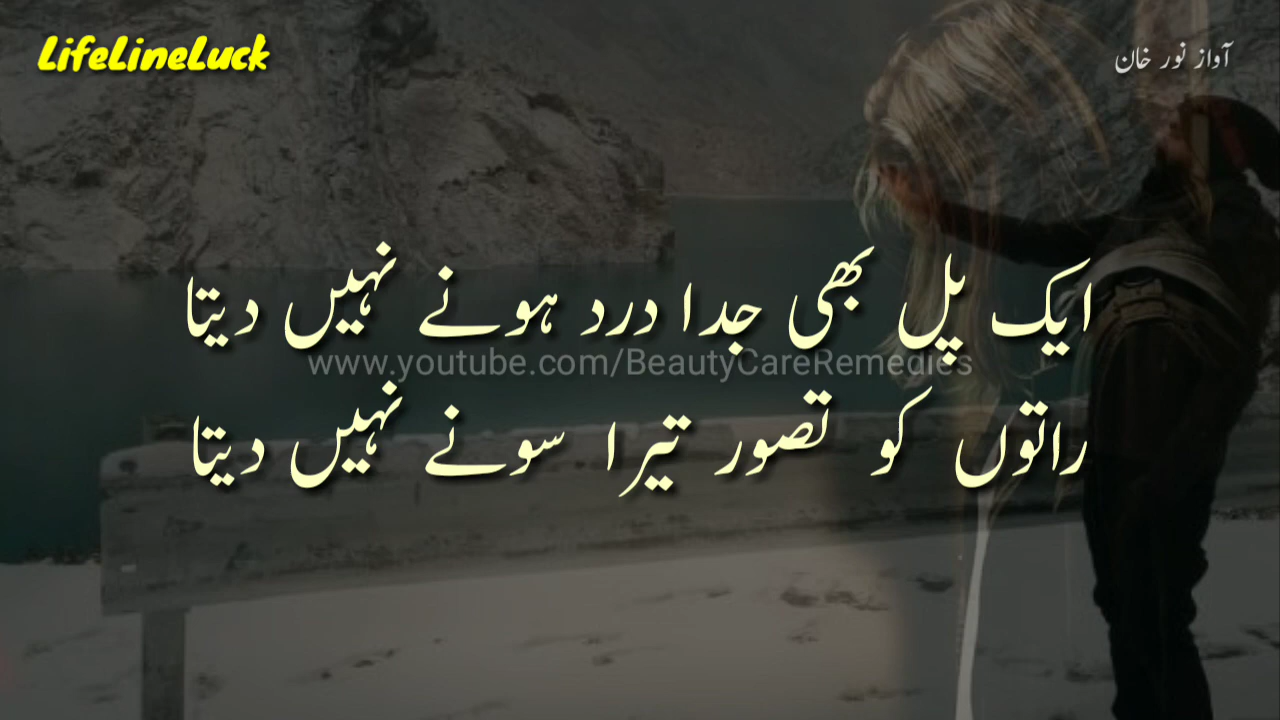 LifeLineLuck
آواز نور خان
ایک پل بھی جدا درد ہونے نہیں دیتا
www.youtube.com/BeautyCareRemedies
راتوں کو تصور تیرا سونے نہیں دیتا